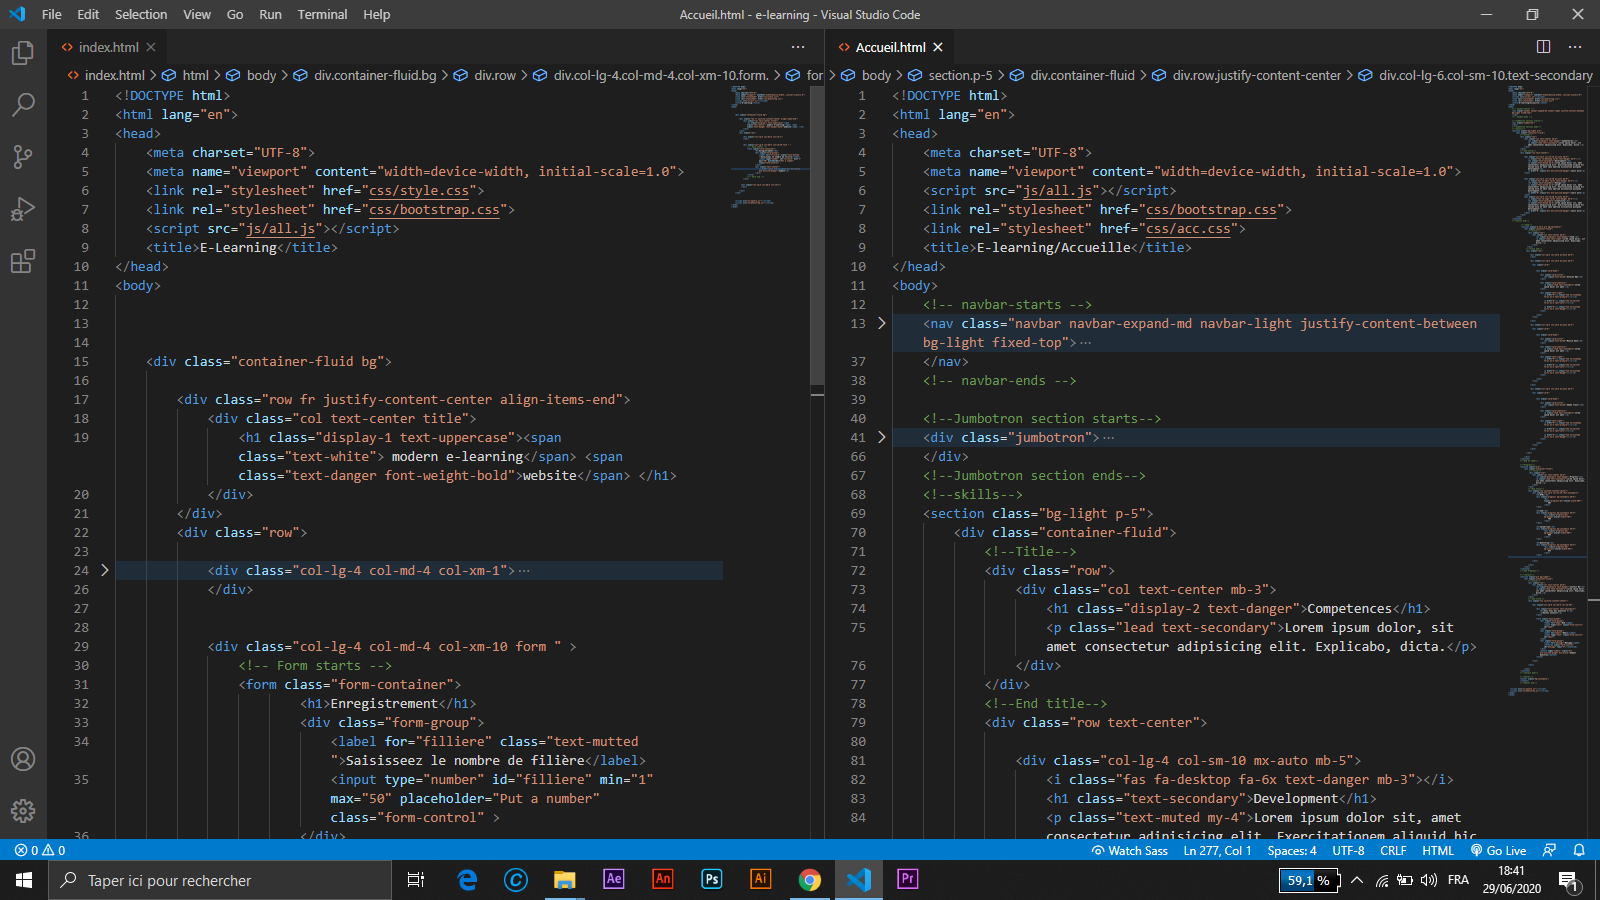 File Edit Selection View Go Run Terminal Help
Accueil.html - e-learning - Visual Studio Code
index.html
index.html > html > body > div.container-fluid.bg > div.row > div.col-lg-4.col-md-4.col-xm-10.form. > for
1 <!DOCTYPE html>
2 <html lang="en">
3 <head>
4 <meta charset="UTF-8">
5 <meta name="viewport" content="width=device-width, initial-scale=1.0">
6 <link rel="stylesheet" href="css/style.css">
7 <link rel="stylesheet" href="css/bootstrap.css">
8 <script src="js/all.js"></script>
9 <title>E-Learning</title>
10 </head>
11 <body>
12
13
14
15 <div class="container-fluid bg">
16
17 <div class="row fr justify-content-center align-items-end">
18 <div class="col text-center title">
19 <h1 class="display-1 text-uppercase"><span
class="text-white"> modern e-learning</span> <span
class="text-danger font-weight-bold">website</span> </h1>
20 </div>
21 </div>
22 <div class="row">
23
24 <div class="col-lg-4 col-md-4 col-xm-1">···
26 </div>
27
28
29 <div class="col-lg-4 col-md-4 col-xm-10 form " >
30 <!-- Form starts -->
31 <form class="form-container">
32 <h1>Enregistrement</h1>
33 <div class="form-group">
34 <label for="filliere" class="text-mutted
">Saisisseez le nombre de filière</label>
35 <input type="number" id="filliere" min="1"
max="50" placeholder="Put a number"
class="form-control" >
36 </div>
Accueil.html
> body > section.p-5 > div.container-fluid > div.row.justify-content-center > div.col-lg-6.col-sm-10.text-secondary
1 <!DOCTYPE html>
2 <html lang="en">
3 <head>
4 <meta charset="UTF-8">
5 <meta name="viewport" content="width=device-width, initial-scale=1.0">
6 <script src="js/all.js"></script>
7 <link rel="stylesheet" href="css/bootstrap.css">
8 <link rel="stylesheet" href="css/acc.css">
9 <title>E-learning/Accueille</title>
10 </head>
11 <body>
12 <!-- navbar-starts -->
13 <nav class="navbar navbar-expand-md navbar-light justify-content-between
bg-light fixed-top">···
37 </nav>
38 <!-- navbar-ends -->
39
40 <!--Jumbotron section starts-->
41 <div class="jumbotron">···
66 </div>
67 <!--Jumbotron section ends-->
68 <!--skills-->
69 <section class="bg-light p-5">
70 <div class="container-fluid">
71 <!--Title-->
72 <div class="row">
73 <div class="col text-center mb-3">
74 <h1 class="display-2 text-danger">Competences</h1>
75 <p class="lead text-secondary">Lorem ipsum dolor, sit
amet consectetur adipisicing elit. Explicabo, dicta.</p>
76 </div>
77 </div>
78 <!--End title-->
79 <div class="row text-center">
80
81 <div class="col-lg-4 col-sm-10 mx-auto mb-5">
82 <i class="fas fa-desktop fa-6x text-danger mb-3"></i>
83 <h1 class="text-secondary">Development</h1>
84 <p class="text-muted my-4">Lorem ipsum dolor sit, amet
consectetur adipisicing elit. Exercitationem aliquid hic
0 0 Watch Sass Ln 277, Col 1 Spaces: 4 UTF-8 CRLF HTML Go Live
Taper ici pour rechercher
Ae An Ps Ai Pr
59,1 % FRA
18:41
29/06/2020
1